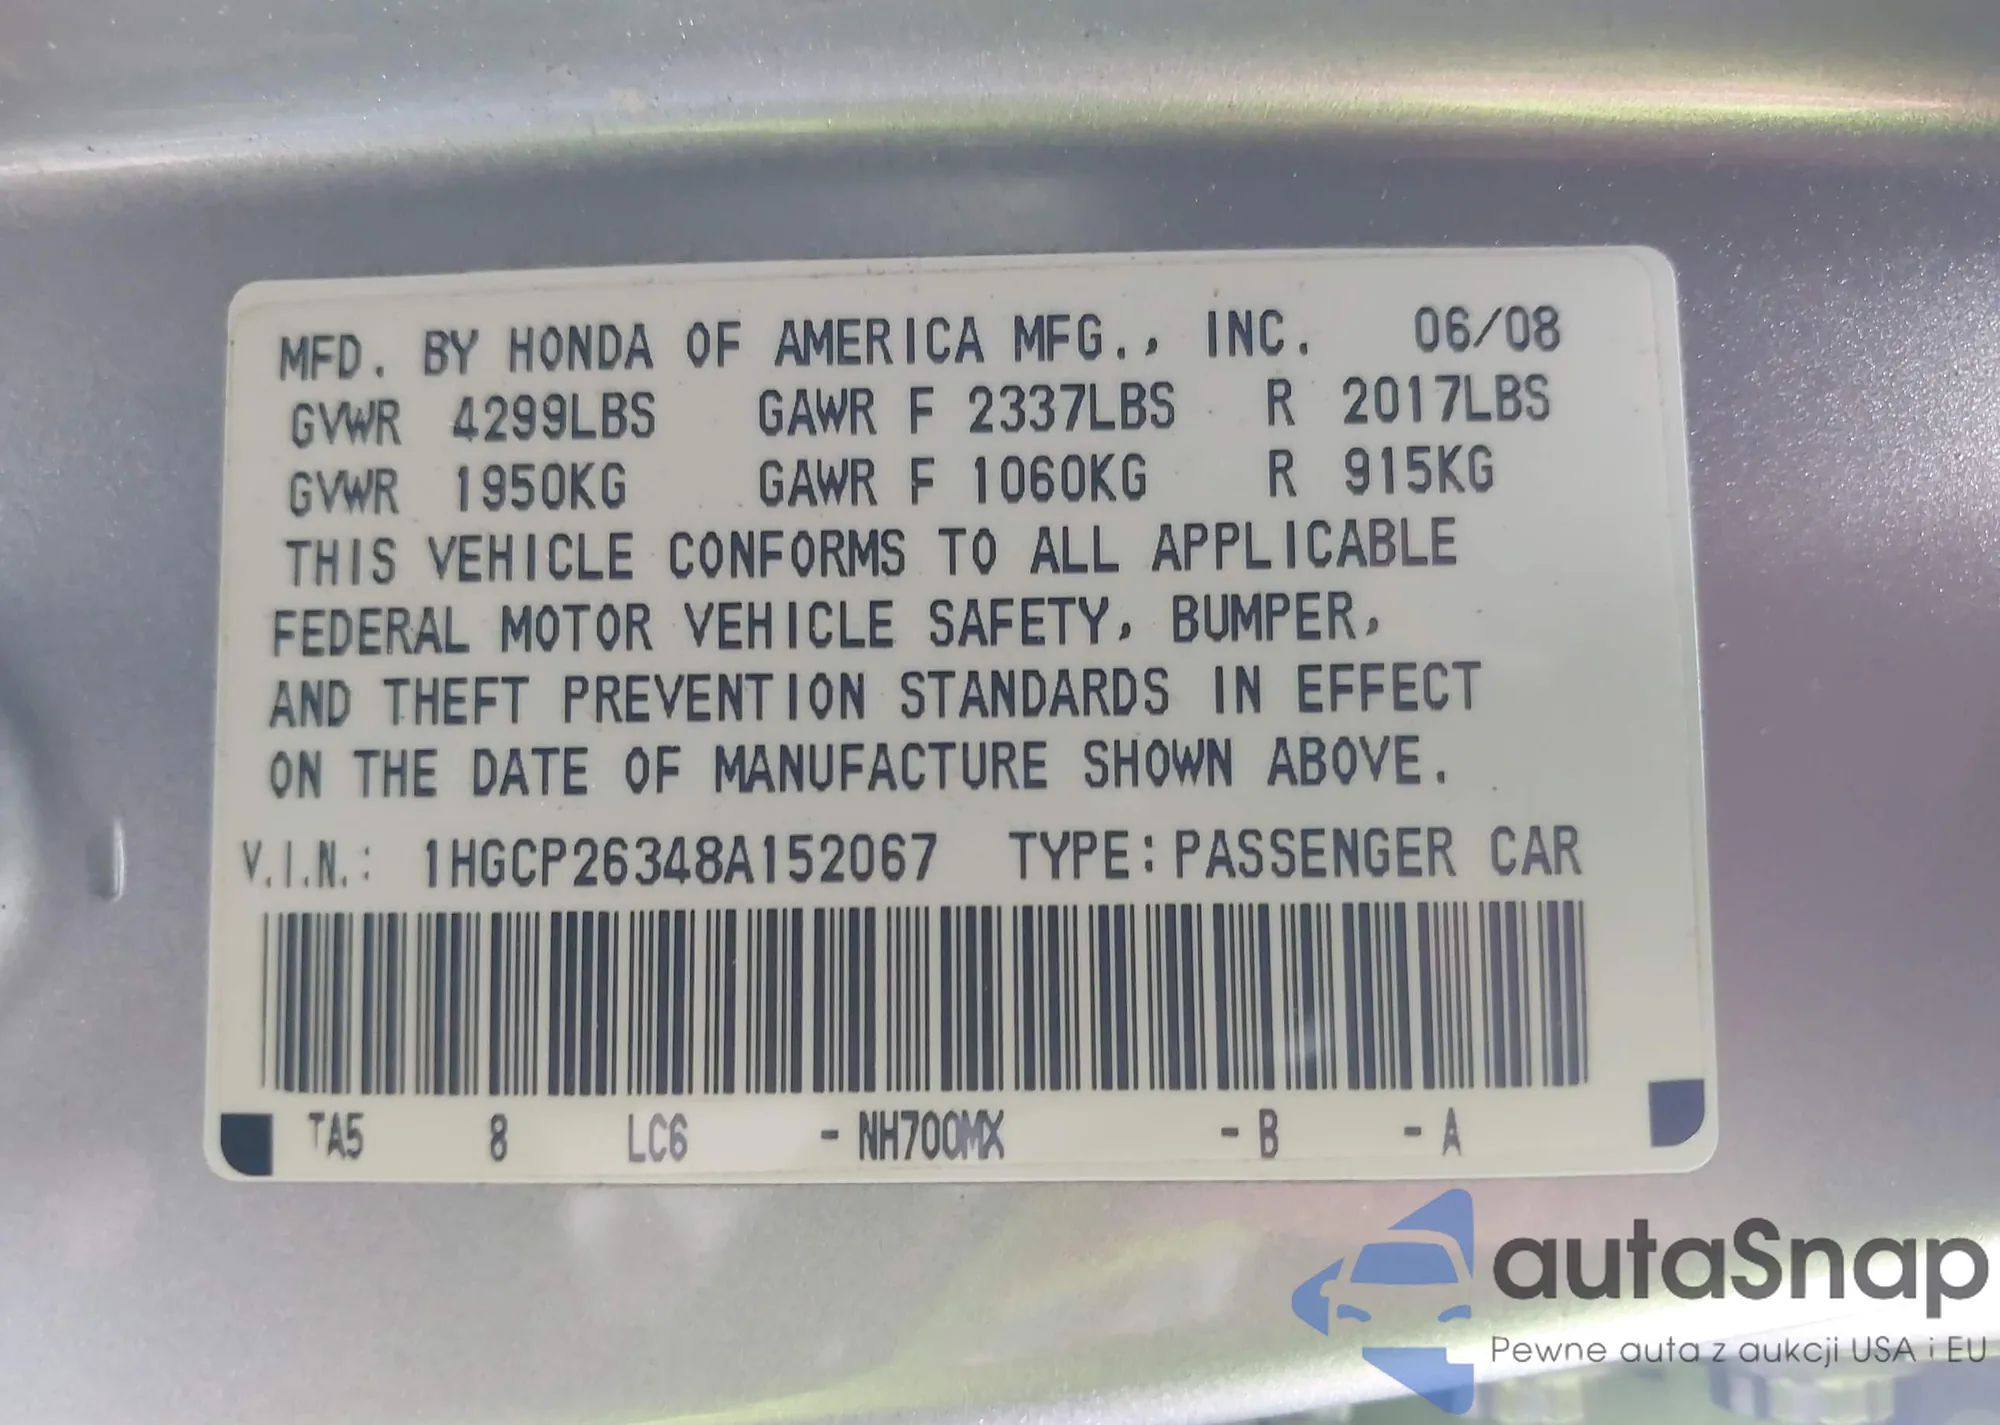 MFD. BY HONDA OF AMERICA MFG., INC. 06/08
GVWR 4299LBS GAWR F 2337LBS R 2017LBS
GVWR 1950KG GAWR F 1060KG R 915KG
THIS VEHICLE CONFORMS TO ALL APPLICABLE
FEDERAL MOTOR VEHICLE SAFETY, BUMPER,
AND THEFT PREVENTION STANDARDS IN EFFECT
ON THE DATE OF MANUFACTURE SHOWN ABOVE.
V.I.N.: 1HGCP26348A152067 TYPE: PASSENGER CAR
TA5 8 LC6 - NH700MX - B - A
autaSnap
Pewne auta z aukcji USA i EU